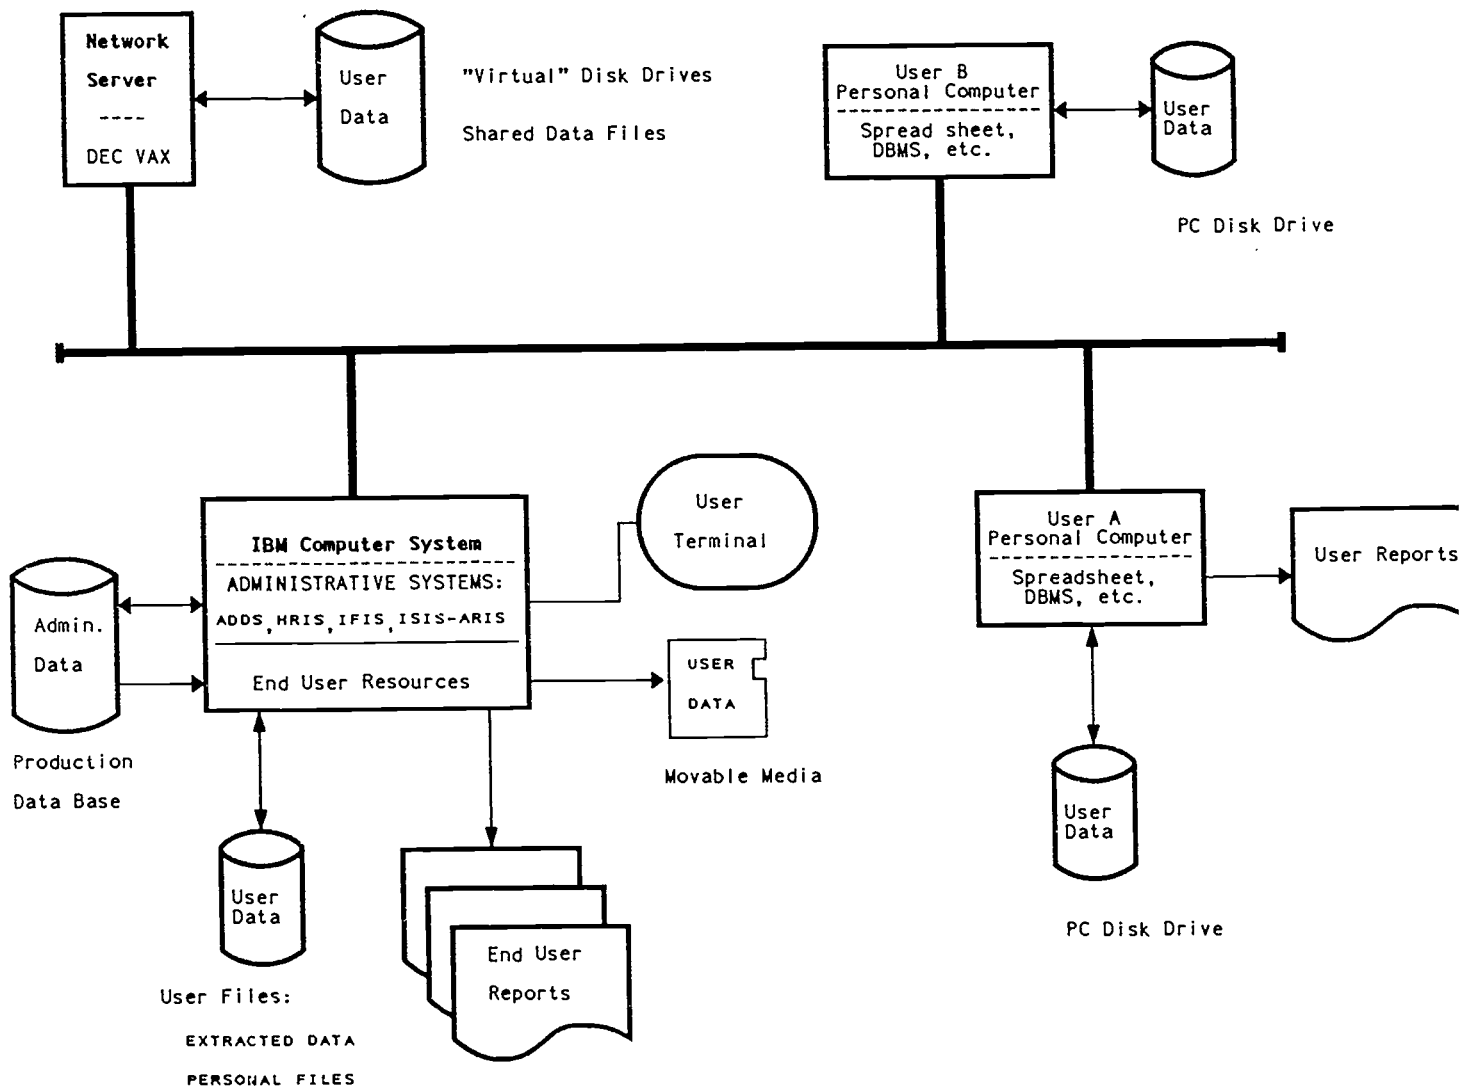 Network
Server
----
DEC VAX
User
Data
"Virtual" Disk Drives
Shared Data Files
User B
Personal Computer
Spread sheet,
DBMS, etc.
User
Data
PC Disk Drive
IBM Computer System
ADMINISTRATIVE SYSTEMS:
ADDS, HRIS, IFIS, ISIS-ARIS
End User Resources
Admin.
Data
Production
Data Base
User
Terminal
USER
DATA
Movable Media
User
Data
User Files:
EXTRACTED DATA
PERSONAL FILES
End User
Reports
User A
Personal Computer
Spreadsheet,
DBMS, etc.
User Reports
User
Data
PC Disk Drive